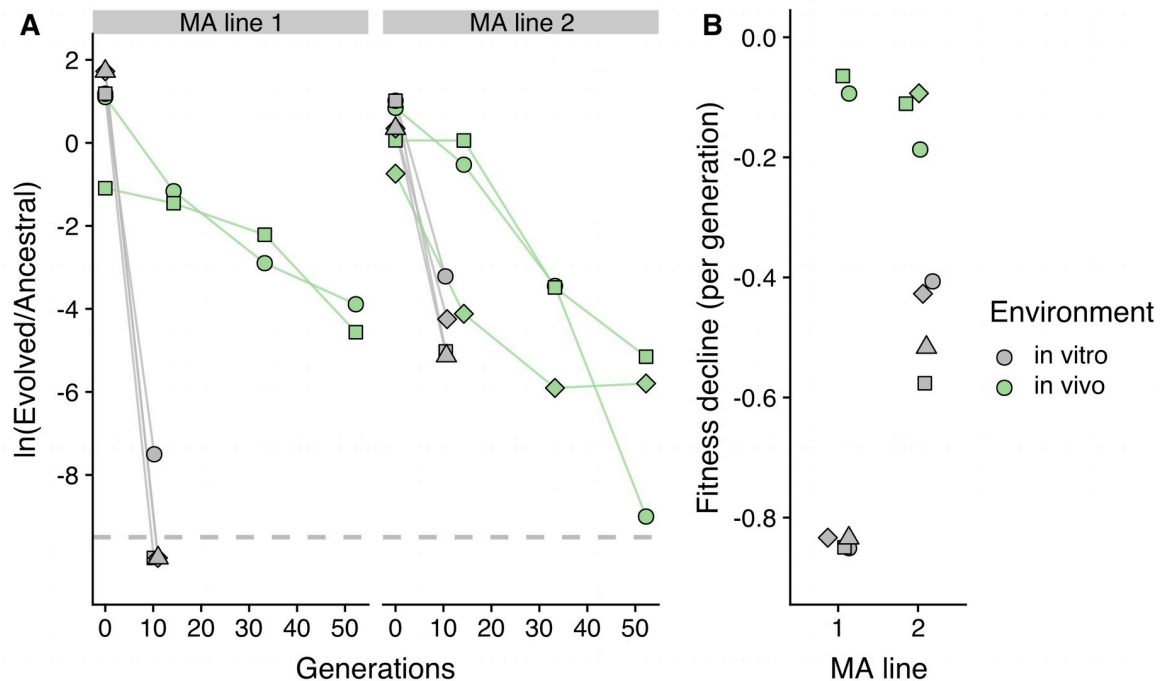 A
MA line 1
MA line 2
2
0
-2
-4
-6
-8
ln(Evolved/Ancestral)
0 10 20 30 40 50
0 10 20 30 40 50
Generations
B
0.0
-0.2
-0.4
-0.6
-0.8
Fitness decline (per generation)
1 2
MA line
Environment
in vitro
in vivo